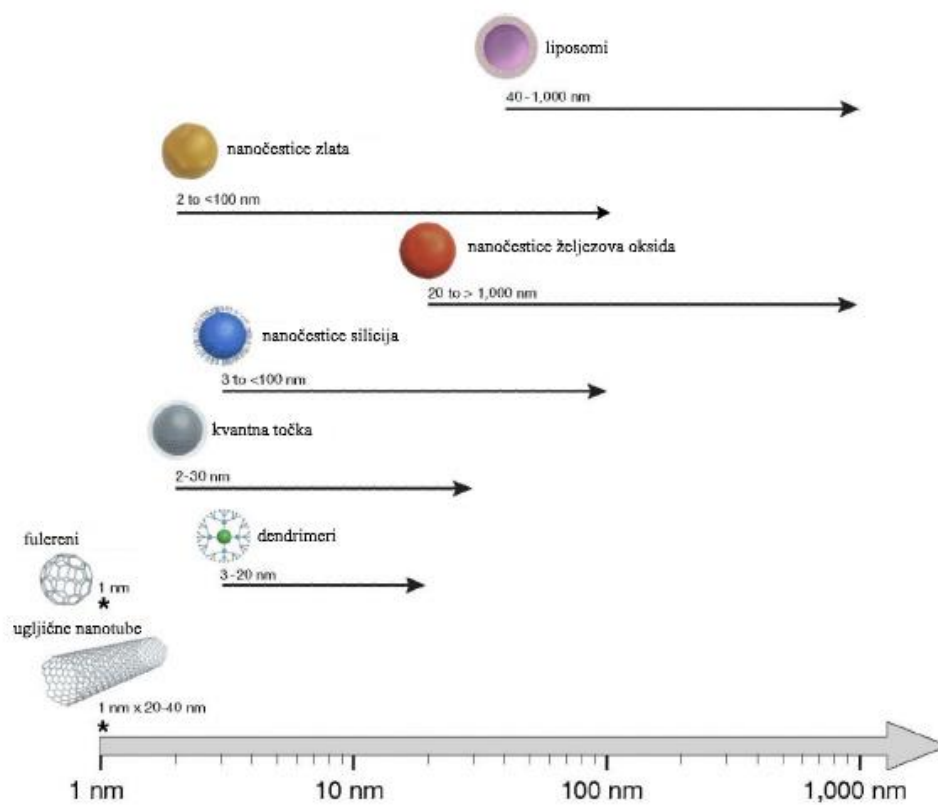 liposomi
40-1,000 nm
nanočestice zlata
2 to <100 nm
nanočestice željezova oksida
20 to > 1,000 nm
nanočestice silicija
3 to <100 nm
kvantna točka
2-30 nm
fulereni
dendrimeri
3-20 nm
1 nm
*
ugljične nanotube
1 nm x 20-40 nm
*
1 nm 10 nm 100 nm 1,000 nm